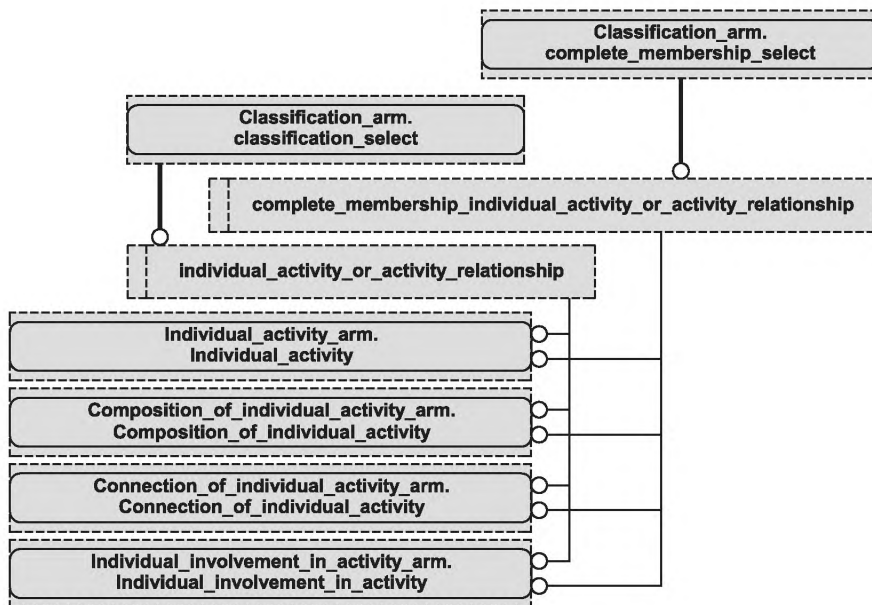 Classification_arm.
complete_membership_select
Classification_arm.
classification_select
complete_membership_individual_activity_or_activity_relationship
individual_activity_or_activity_relationship
Individual_activity_arm.
Individual_activity
Composition_of_individual_activity_arm.
Composition_of_individual_activity
Connection_of_individual_activity_arm.
Connection_of_individual_activity
Individual_involvement_in_activity_arm.
Individual_involvement_in_activity